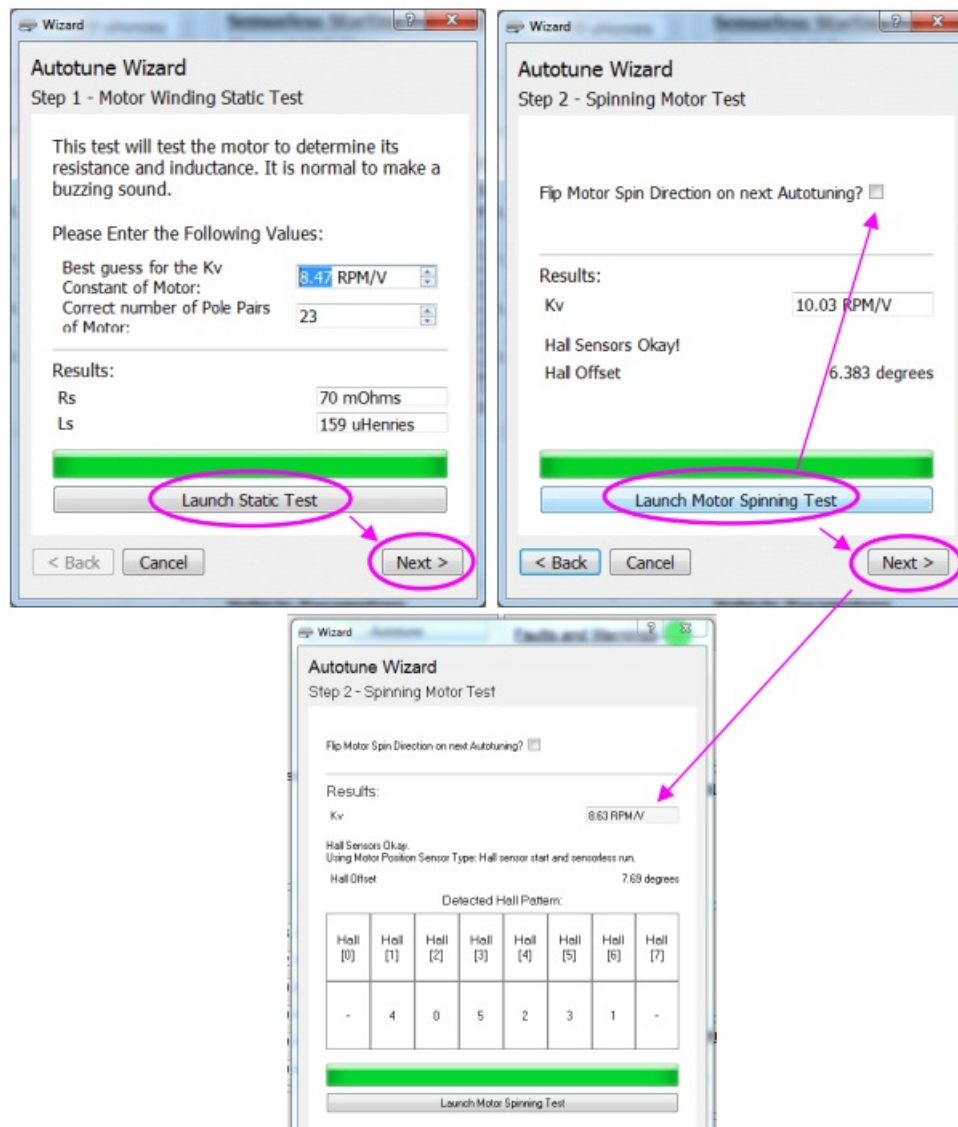 Wizard
Autotune Wizard
Step 1 - Motor Winding Static Test
This test will test the motor to determine its
resistance and inductance. It is normal to make a
buzzing sound.
Please Enter the Following Values:
Best guess for the Kv
Constant of Motor:
8.47 RPM/V
Correct number of Pole Pairs
of Motor:
23
Results:
Rs 70 mOhms
Ls 159 uHenries
Launch Static Test
< Back Cancel Next >
Wizard
Autotune Wizard
Step 2 - Spinning Motor Test
Flip Motor Spin Direction on next Autotuning?
Results:
Kv 10.03 RPM/V
Hall Sensors Okay!
Hall Offset 6.383 degrees
Launch Motor Spinning Test
< Back Cancel Next >
Wizard Autotune Faults and Warnings
Autotune Wizard
Step 2 - Spinning Motor Test
Flip Motor Spin Direction on next Autotuning?
Results:
Kv 8.63 RPM/V
Hall Sensors Okay.
Using Motor Position Sensor Type: Hall sensor start and sensorless run.
Hall Offset 7.69 degrees
Detected Hall Pattern:
Hall Hall Hall Hall Hall Hall Hall Hall
[0] [1] [2] [3] [4] [5] [6] [7]
- 4 0 5 2 3 1 -
Launch Motor Spinning Test